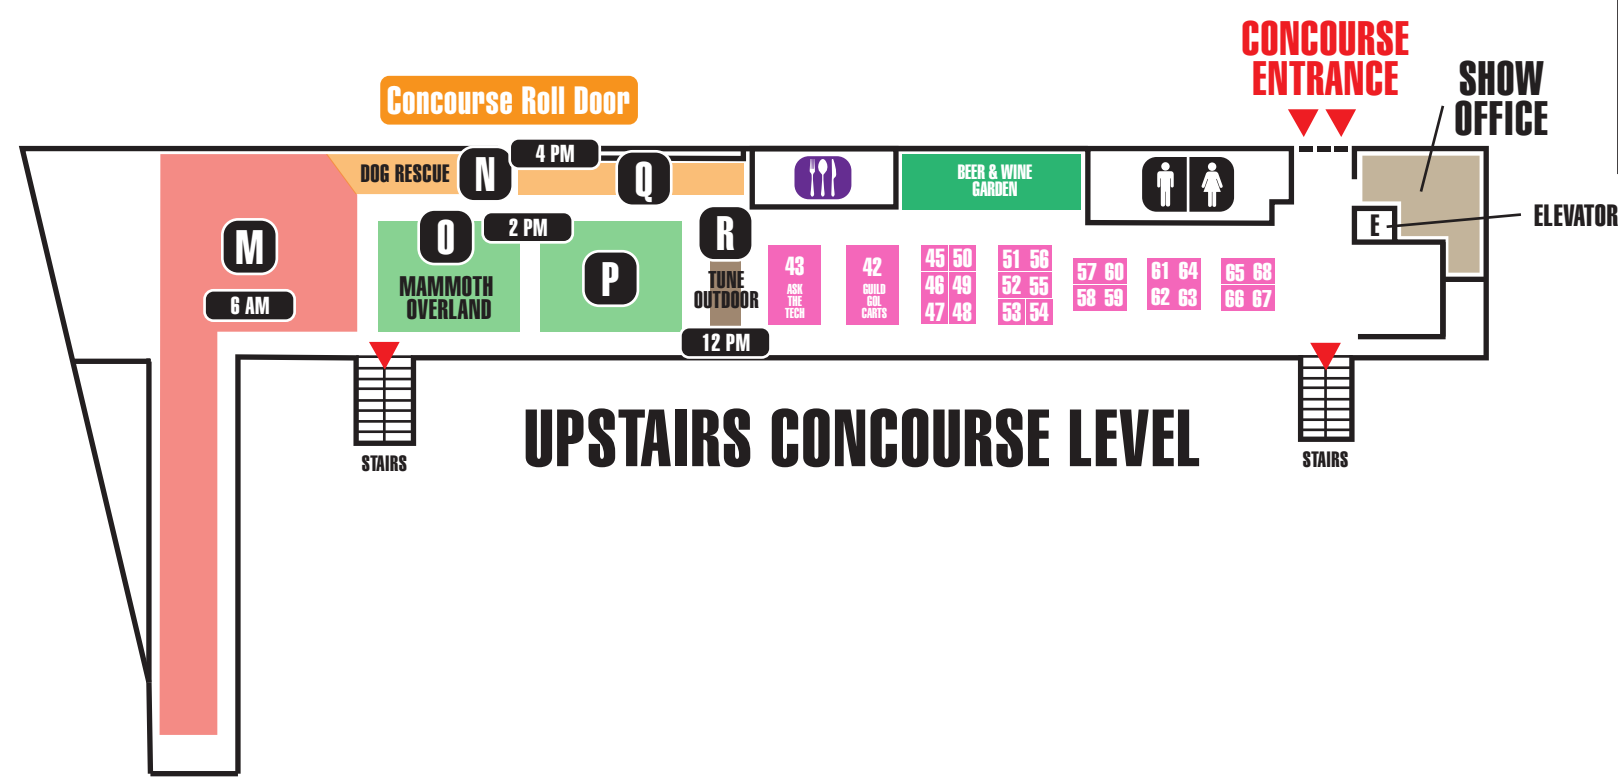 CONCOURSE
ENTRANCE
SHOW
OFFICE
Concourse Roll Door
4 PM
DOG RESCUE
N
Q
BEER & WINE
GARDEN
ELEVATOR
E
M
6 AM
O
2 PM
MAMMOTH
OVERLAND
P
R
TUNE
OUTDOOR
12 PM
43
ASK
THE
TECH
42
GUILD
GOL
CARTS
45 50
46 49
47 48
51 56
52 55
53 54
57 60
58 59
61 64
62 63
65 68
66 67
STAIRS
UPSTAIRS CONCOURSE LEVEL
STAIRS